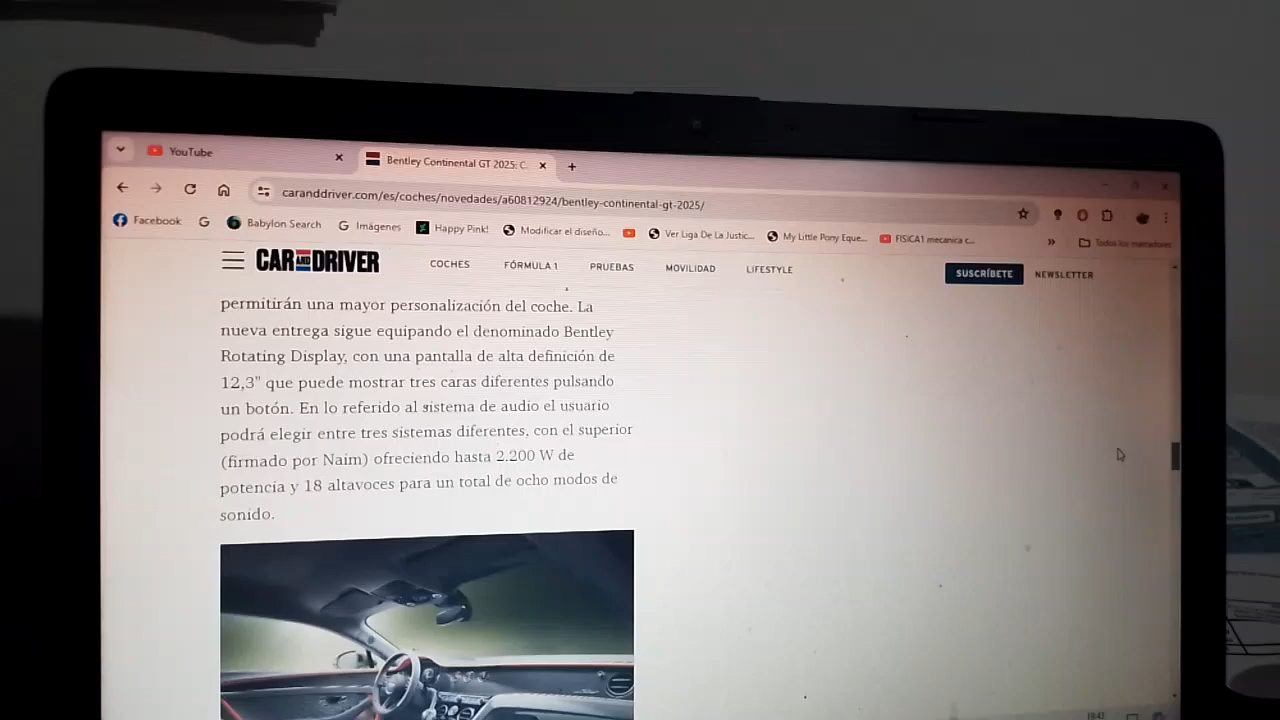 YouTube
Bentley Continental GT 2025: C
caranddriver.com/es/coches/novedades/a60812924/bentley-continental-gt-2025/
Facebook Babylon Search Imágenes Happy Pink! Modificar el diseño... Ver Liga De La Justic... My Little Pony Eque... FISICA1 mecanica c... Todos los marcadores
CAR AND DRIVER COCHES FÓRMULA 1 PRUEBAS MOVILIDAD LIFESTYLE SUSCRÍBETE NEWSLETTER
permitirán una mayor personalización del coche. La
nueva entrega sigue equipando el denominado Bentley
Rotating Display, con una pantalla de alta definición de
12,3" que puede mostrar tres caras diferentes pulsando
un botón. En lo referido al sistema de audio el usuario
podrá elegir entre tres sistemas diferentes, con el superior
(firmado por Naim) ofreciendo hasta 2.200 W de
potencia y 18 altavoces para un total de ocho modos de
sonido.